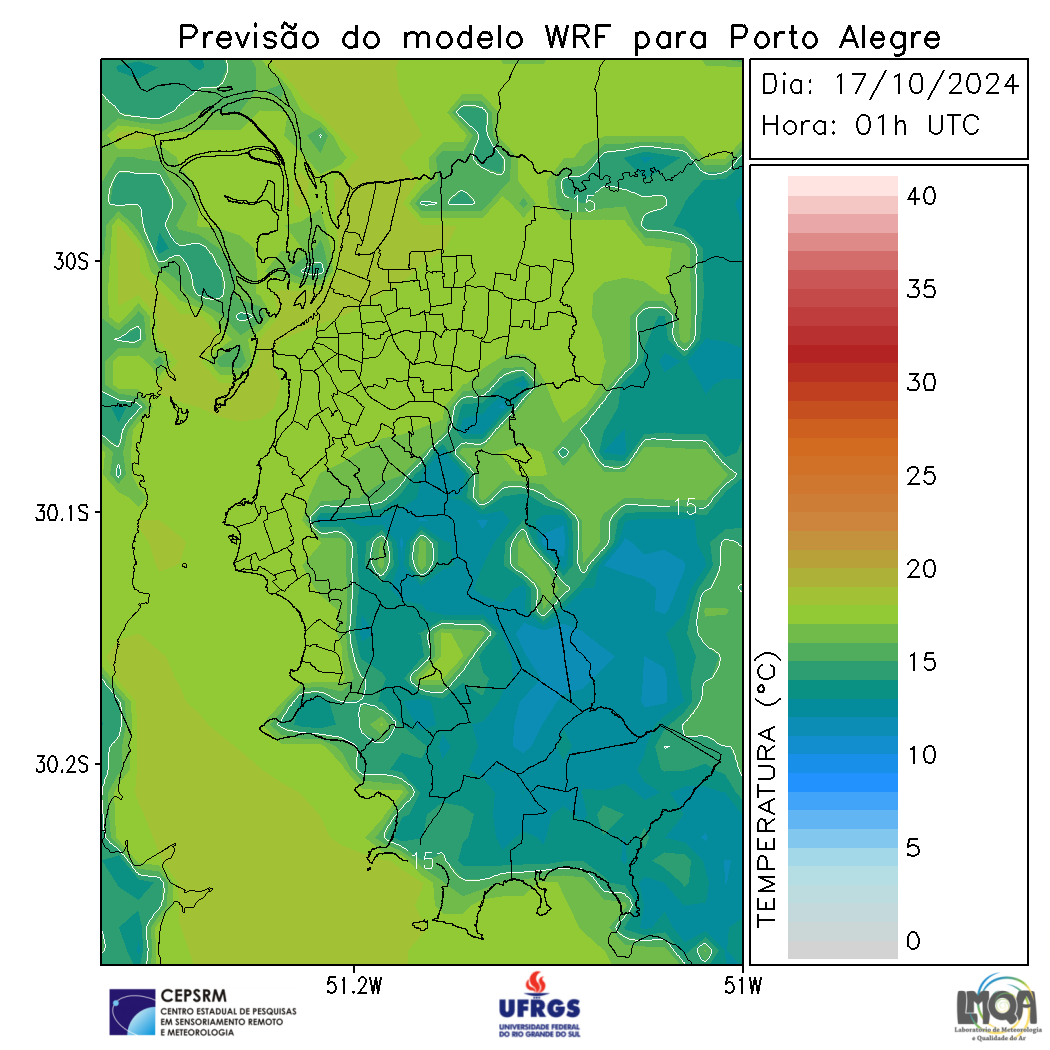 Previsão do modelo WRF para Porto Alegre
Dia: 17/10/2024
Hora: 01h UTC
30S
30.1S
30.2S
51.2W
51W
15
15
15
TEMPERATURA (°C)
40
35
30
25
20
15
10
5
0
CEPSRM
CENTRO ESTADUAL DE PESQUISAS
EM SENSORIAMENTO REMOTO
E METEOROLOGIA
UFRGS
UNIVERSIDADE FEDERAL
DO RIO GRANDE DO SUL
LMQA
Laboratório de Meteorologia
e Qualidade do Ar